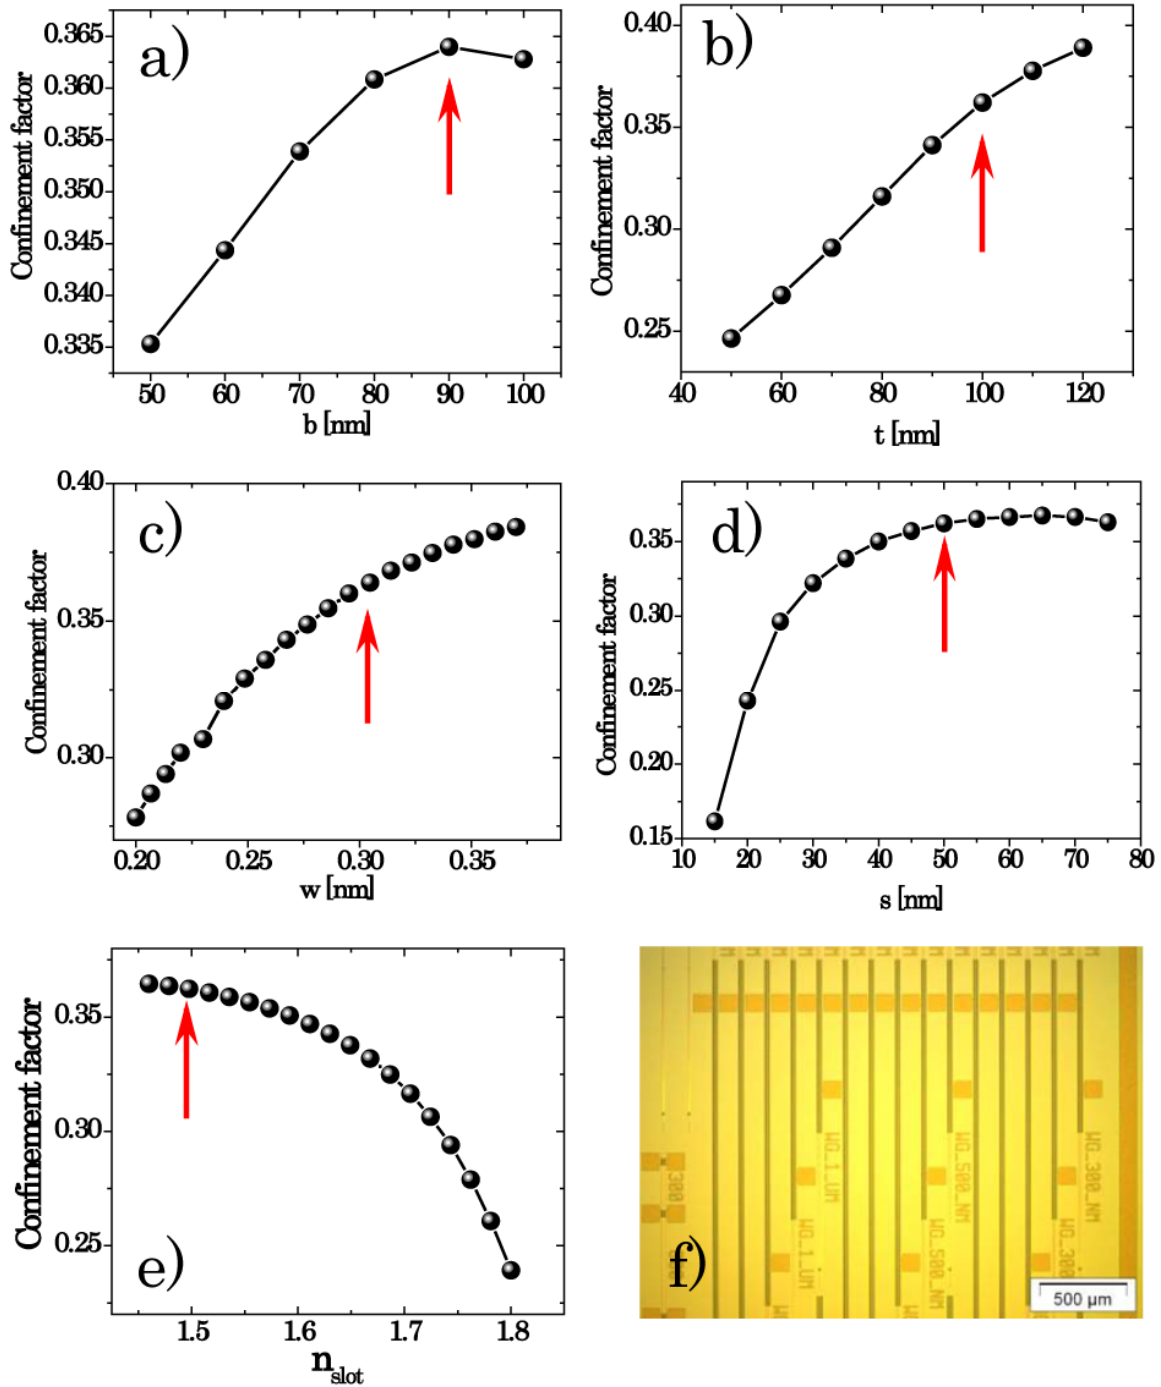 a)
0.365
0.360
0.355
0.350
0.345
0.340
0.335
Confinement factor
50 60 70 80 90 100
b [nm]
b)
0.40
0.35
0.30
0.25
Confinement factor
40 60 80 100 120
t [nm]
c)
0.40
0.35
0.30
Confinement factor
0.20 0.25 0.30 0.35
w [nm]
d)
0.35
0.30
0.25
0.20
0.15
Confinement factor
10 20 30 40 50 60 70 80
s [nm]
e)
0.35
0.30
0.25
Confinement factor
1.5 1.6 1.7 1.8
nslot
f)
WG_1_UM
WG_500_NM
WG_300_NM
WG_1_UM
WG_500_NM
WG_300
300
500 µm